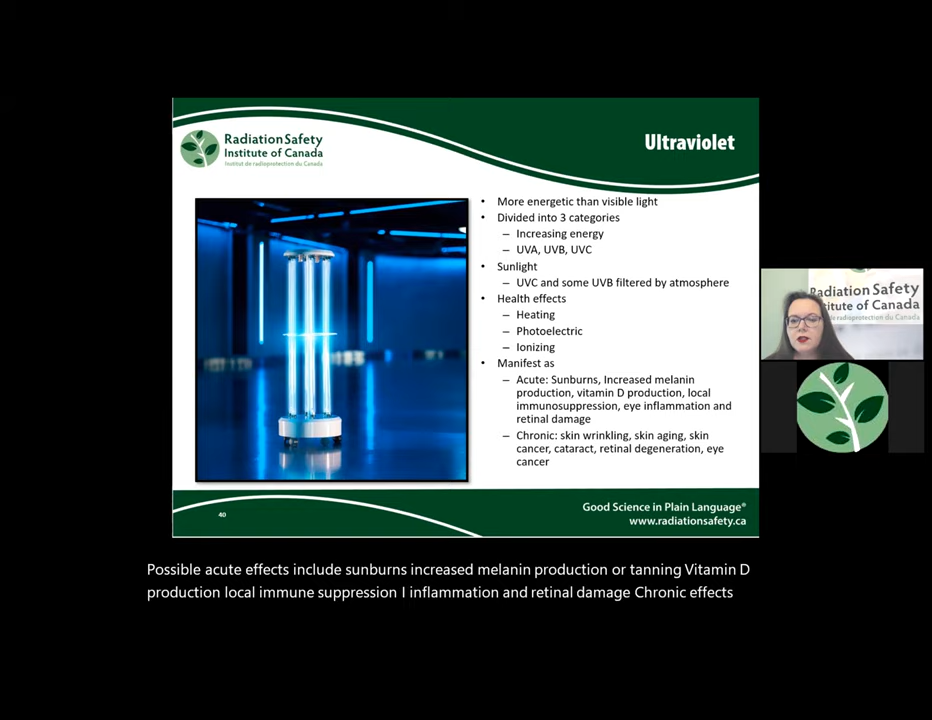 Radiation Safety
Institute of Canada
Institut de radioprotection du Canada
Ultraviolet
• More energetic than visible light
• Divided into 3 categories
– Increasing energy
– UVA, UVB, UVC
• Sunlight
– UVC and some UVB filtered by atmosphere
• Health effects
– Heating
– Photoelectric
– Ionizing
• Manifest as
– Acute: Sunburns, Increased melanin
production, vitamin D production, local
immunosuppression, eye inflammation and
retinal damage
– Chronic: skin wrinkling, skin aging, skin
cancer, cataract, retinal degeneration, eye
cancer
40
Good Science in Plain Language®
www.radiationsafety.ca
Radiation Safety
titute of Canada
de radioprotection du Canada
Possible acute effects include sunburns increased melanin production or tanning Vitamin D
production local immune suppression I inflammation and retinal damage Chronic effects